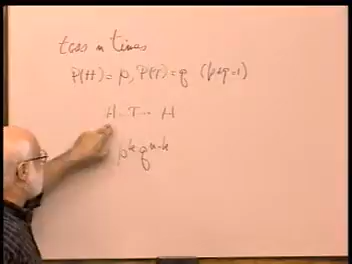 toss n times
P(H) = p, P(T) = q (p+q=1)
H-T-- H
p^k q^n-k